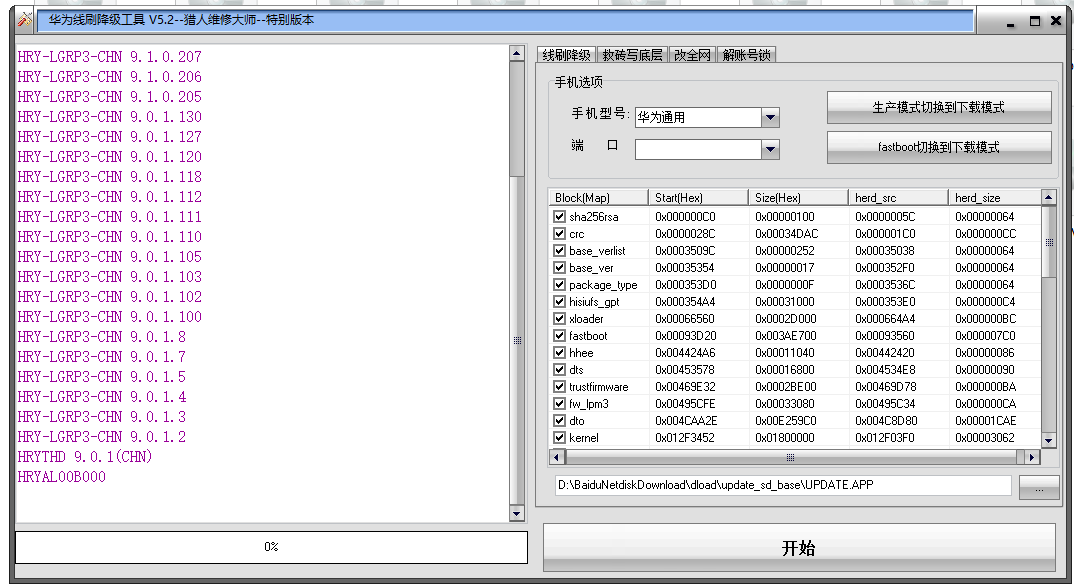 华为线刷降级工具 V5.2--猎人维修大师--特别版本
HRY-LGRP3-CHN 9.1.0.207
HRY-LGRP3-CHN 9.1.0.206
HRY-LGRP3-CHN 9.1.0.205
HRY-LGRP3-CHN 9.0.1.130
HRY-LGRP3-CHN 9.0.1.127
HRY-LGRP3-CHN 9.0.1.120
HRY-LGRP3-CHN 9.0.1.118
HRY-LGRP3-CHN 9.0.1.112
HRY-LGRP3-CHN 9.0.1.111
HRY-LGRP3-CHN 9.0.1.110
HRY-LGRP3-CHN 9.0.1.105
HRY-LGRP3-CHN 9.0.1.103
HRY-LGRP3-CHN 9.0.1.102
HRY-LGRP3-CHN 9.0.1.100
HRY-LGRP3-CHN 9.0.1.8
HRY-LGRP3-CHN 9.0.1.7
HRY-LGRP3-CHN 9.0.1.5
HRY-LGRP3-CHN 9.0.1.4
HRY-LGRP3-CHN 9.0.1.3
HRY-LGRP3-CHN 9.0.1.2
HRYTHD 9.0.1(CHN)
HRYAL00B000
0%
线刷降级 救砖写底层 改全网 解账号锁
手机选项
手机型号: 华为通用
端 口
生产模式切换到下载模式
fastboot切换到下载模式
Block(Map) Start(Hex) Size(Hex) herd_src herd_size
sha256rsa 0x000000C0 0x00000100 0x0000005C 0x00000064
crc 0x0000028C 0x00034DAC 0x000001C0 0x000000CC
base_verlist 0x0003509C 0x00000252 0x00035038 0x00000064
base_ver 0x00035354 0x00000017 0x000352F0 0x00000064
package_type 0x000353D0 0x0000000F 0x0003536C 0x00000064
hisiufs_gpt 0x000354A4 0x00031000 0x000353E0 0x000000C4
xloader 0x00066560 0x0002D000 0x000664A4 0x000000BC
fastboot 0x00093D20 0x003AE700 0x00093560 0x000007C0
hhee 0x004424A6 0x00011040 0x00442420 0x00000086
dts 0x00453578 0x00016800 0x004534E8 0x00000090
trustfirmware 0x00469E32 0x0002BE00 0x00469D78 0x000000BA
fw_lpm3 0x00495CFE 0x00033080 0x00495C34 0x000000CA
dto 0x004CAA2E 0x00E259C0 0x004C8D80 0x00001CAE
kernel 0x012F3452 0x01800000 0x012F03F0 0x00003062
D:\BaiduNetdiskDownload\dload\update_sd_base\UPDATE.APP
...
开始